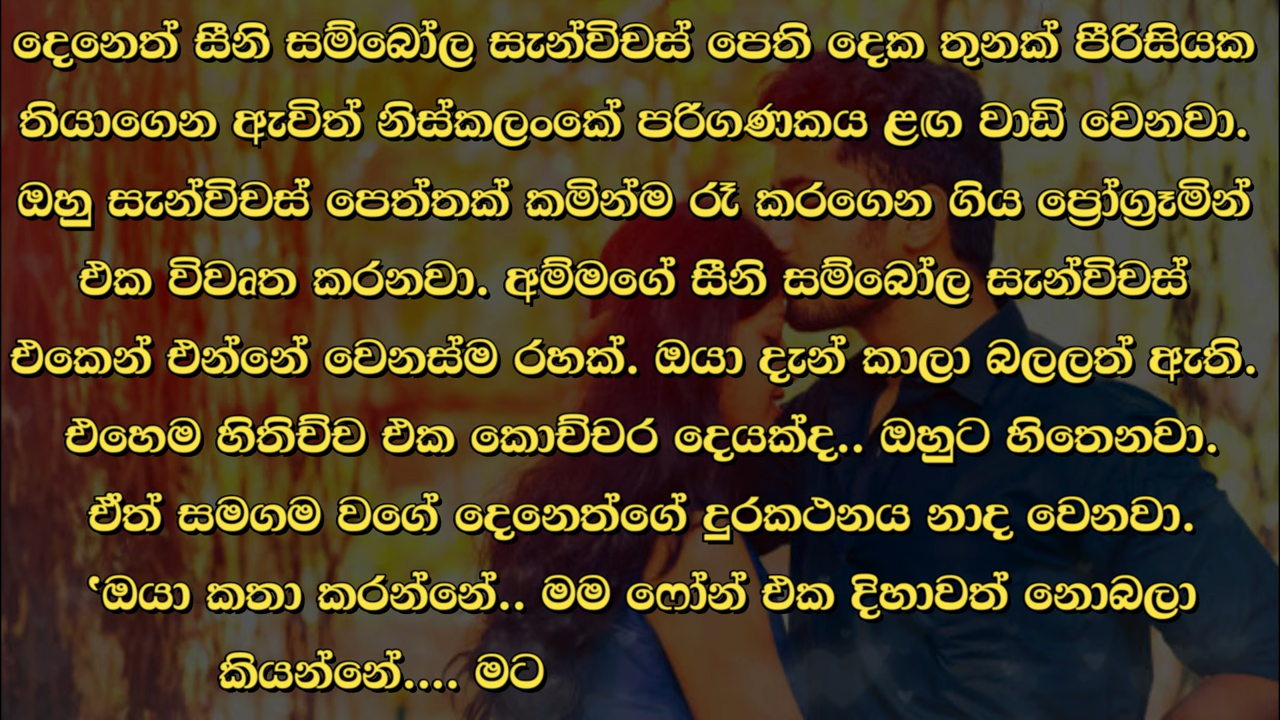 දෙනෙත් සීනි සම්බෝල සැන්විචස් පෙති දෙක තුනක් පීරිසියක
තියාගෙන ඇවිත් නිස්කලංකේ පරිගණකය ළඟ වාඩි වෙනවා.
ඔහු සැන්විචස් පෙත්තක් කමින්ම රෑ කරගෙන ගිය ප්‍රෝග්‍රෑමින්
එක විවෘත කරනවා. අම්මගේ සීනි සම්බෝල සැන්විචස්
එකෙන් එන්නේ වෙනස්ම රහක්. ඔයා දැන් කාලා බලලත් ඇති.
එහෙම හිතිච්ච එක කොච්චර දෙයක්ද.. ඔහුට හිතෙනවා.
ඒත් සමගම වගේ දෙනෙත්ගේ දුරකථනය නාද වෙනවා.
‘ඔයා කතා කරන්නේ.. මම ෆෝන් එක දිහාවත් නොබලා
කියන්නේ.... මට